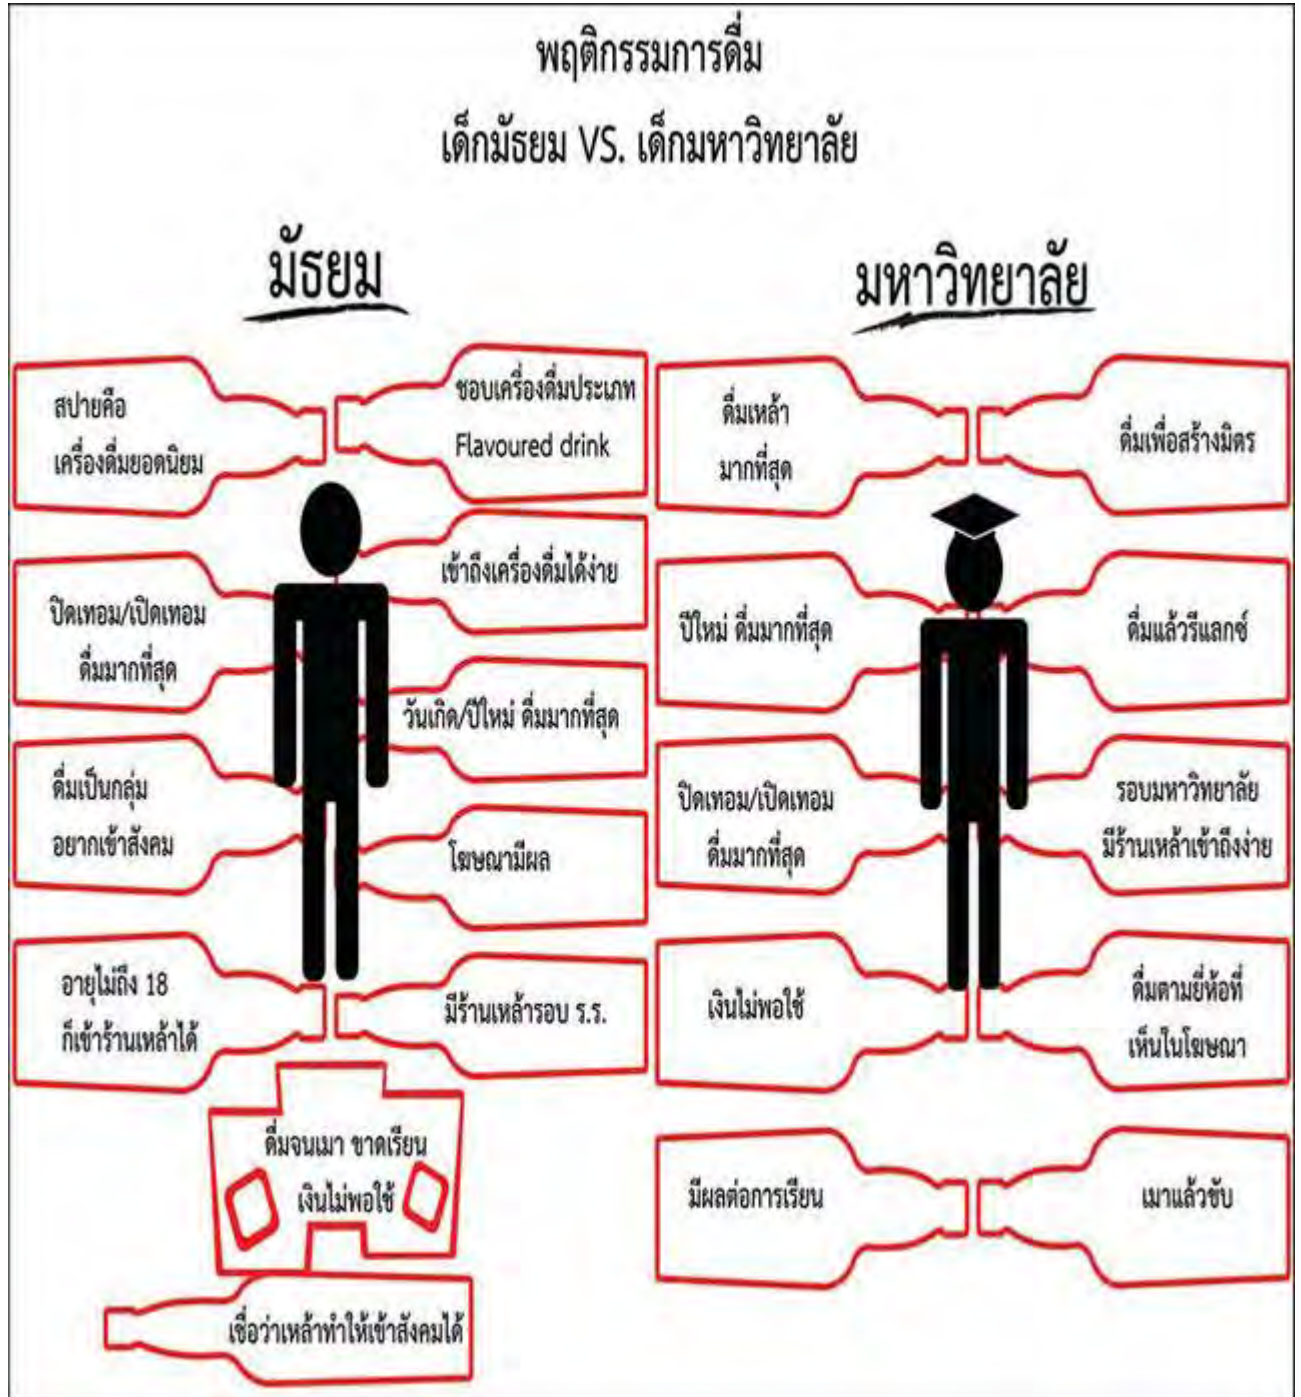 พฤติกรรมการดื่ม
เด็กมัธยม VS. เด็กมหาวิทยาลัย
มัธยม
สปายคือ
เครื่องดื่มยอดนิยม
ชอบเครื่องดื่มประเภท
Flavoured drink
เข้าถึงเครื่องดื่มได้ง่าย
ปิดเทอม/เปิดเทอม
ดื่มมากที่สุด
วันเกิด/ปีใหม่ ดื่มมากที่สุด
ดื่มเป็นกลุ่ม
อยากเข้าสังคม
โฆษณามีผล
อายุไม่ถึง 18
ก็เข้าร้านเหล้าได้
มีร้านเหล้ารอบ ร.ร.
ดื่มจนเมา ขาดเรียน
เงินไม่พอใช้
เชื่อว่าเหล้าทำให้เข้าสังคมได้
มหาวิทยาลัย
ดื่มเหล้า
มากที่สุด
ดื่มเพื่อสร้างมิตร
ปีใหม่ ดื่มมากที่สุด
ดื่มแล้วรีแลกซ์
ปิดเทอม/เปิดเทอม
ดื่มมากที่สุด
รอบมหาวิทยาลัย
มีร้านเหล้าเข้าถึงง่าย
เงินไม่พอใช้
ดื่มตามยี่ห้อที่
เห็นในโฆษณา
มีผลต่อการเรียน
เมาแล้วขับ